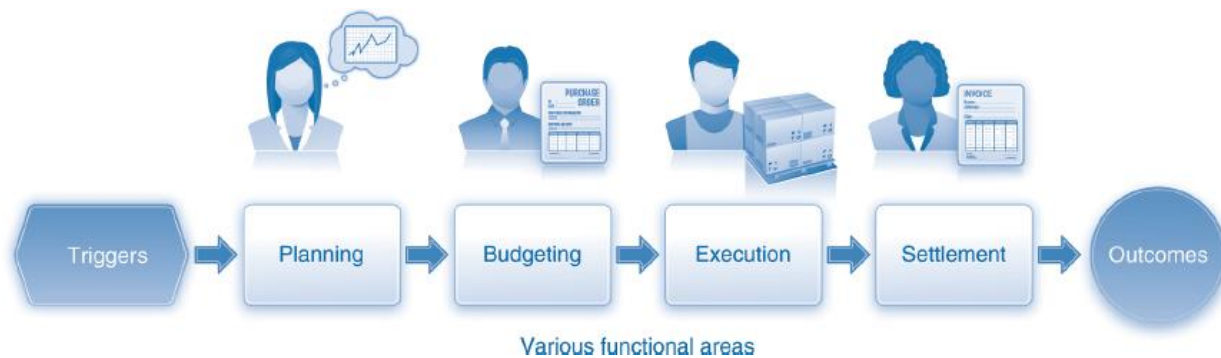 PURCHASE
ORDER
INVOICE
Triggers
Planning
Budgeting
Execution
Settlement
Outcomes
Various functional areas